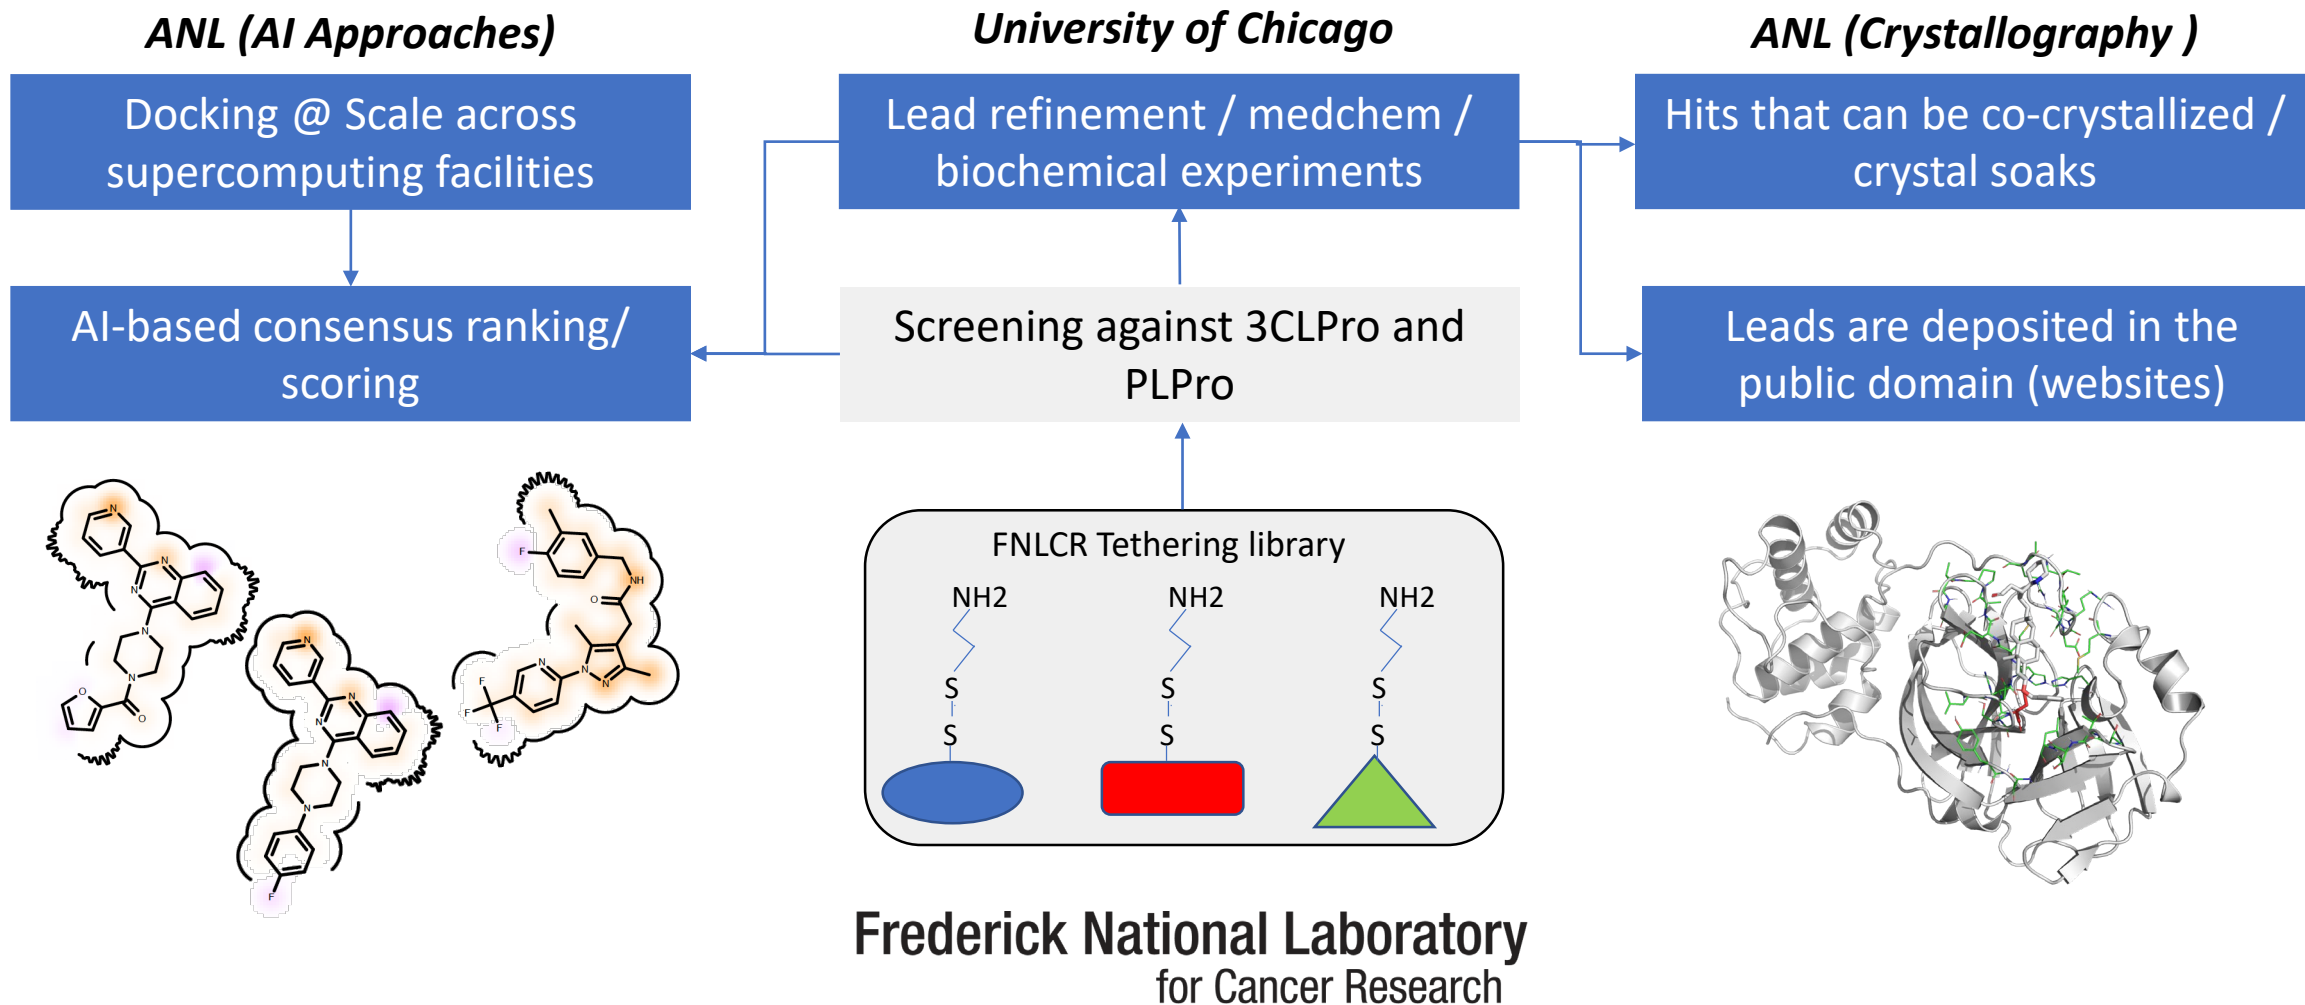 ANL (AI Approaches)
University of Chicago
ANL (Crystallography )
Docking @ Scale across
supercomputing facilities
Lead refinement / medchem /
biochemical experiments
Hits that can be co-crystallized /
crystal soaks
AI-based consensus ranking/
scoring
Screening against 3CLPro and
PLPro
Leads are deposited in the
public domain (websites)
N
N
N
N
N
O
O
N
N
N
N
N
F
F
NH
O
N
N
N
F
F
F
FNLCR Tethering library
NH2 NH2 NH2
S S S
S S S
Frederick National Laboratory
for Cancer Research